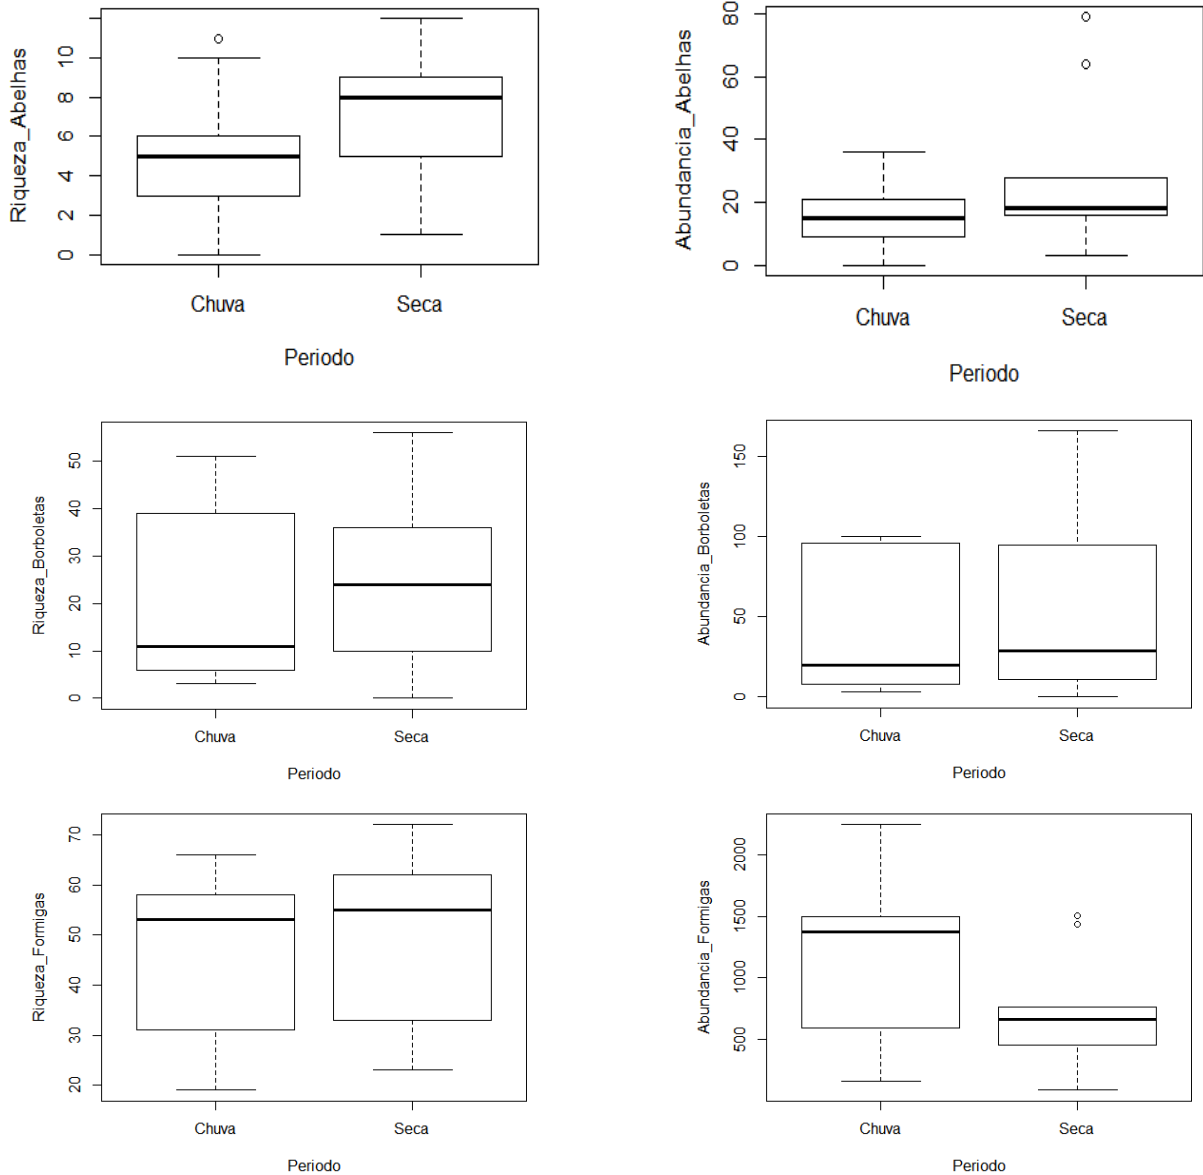 Riqueza_Abelhas
0 2 4 6 8 10
Chuva Seca
Periodo
Abundancia_Abelhas
0 20 40 60 80
Chuva Seca
Periodo
Riqueza_Borboletas
0 10 20 30 40 50
Chuva Seca
Periodo
Abundancia_Borboletas
0 50 100 150
Chuva Seca
Periodo
Riqueza_Formigas
20 30 40 50 60 70
Chuva Seca
Periodo
Abundancia_Formigas
500 1000 1500 2000
Chuva Seca
Periodo